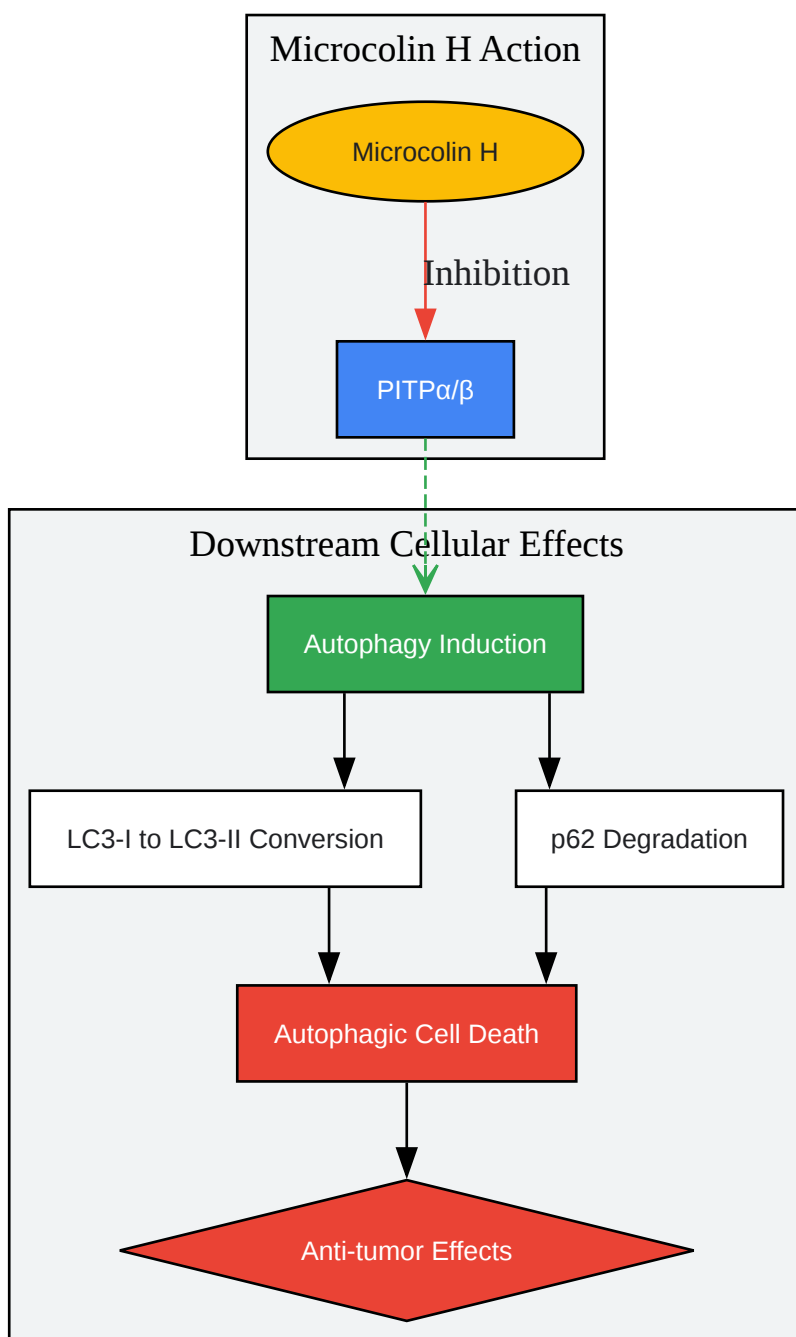 Microcolin H Action
Microcolin H
Inhibition
PITPα/β
Downstream Cellular Effects
Autophagy Induction
LC3-I to LC3-II Conversion
p62 Degradation
Autophagic Cell Death
Anti-tumor Effects